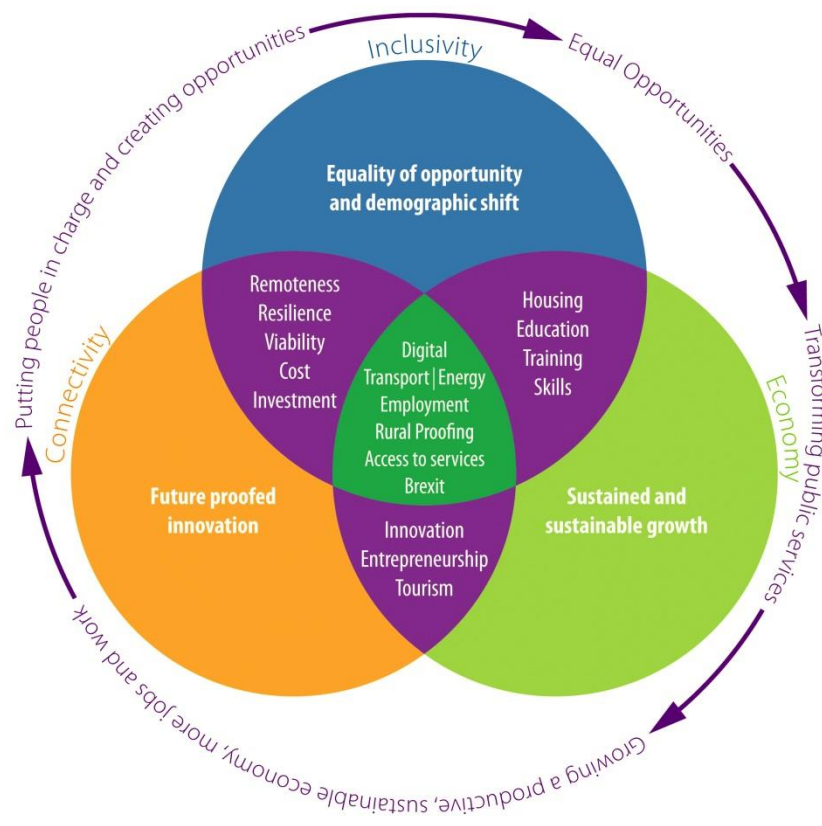 Putting people in charge and creating opportunities
Equal Opportunities
Transforming public services
Growing a productive, sustainable economy, more jobs and work
Inclusivity
Connectivity
Economy
Equality of opportunity
and demographic shift
Remoteness
Resilience
Viability
Cost
Investment
Housing
Education
Training
Skills
Digital
Transport|Energy
Employment
Rural Proofing
Access to services
Brexit
Future proofed
innovation
Sustained and
sustainable growth
Innovation
Entrepreneurship
Tourism